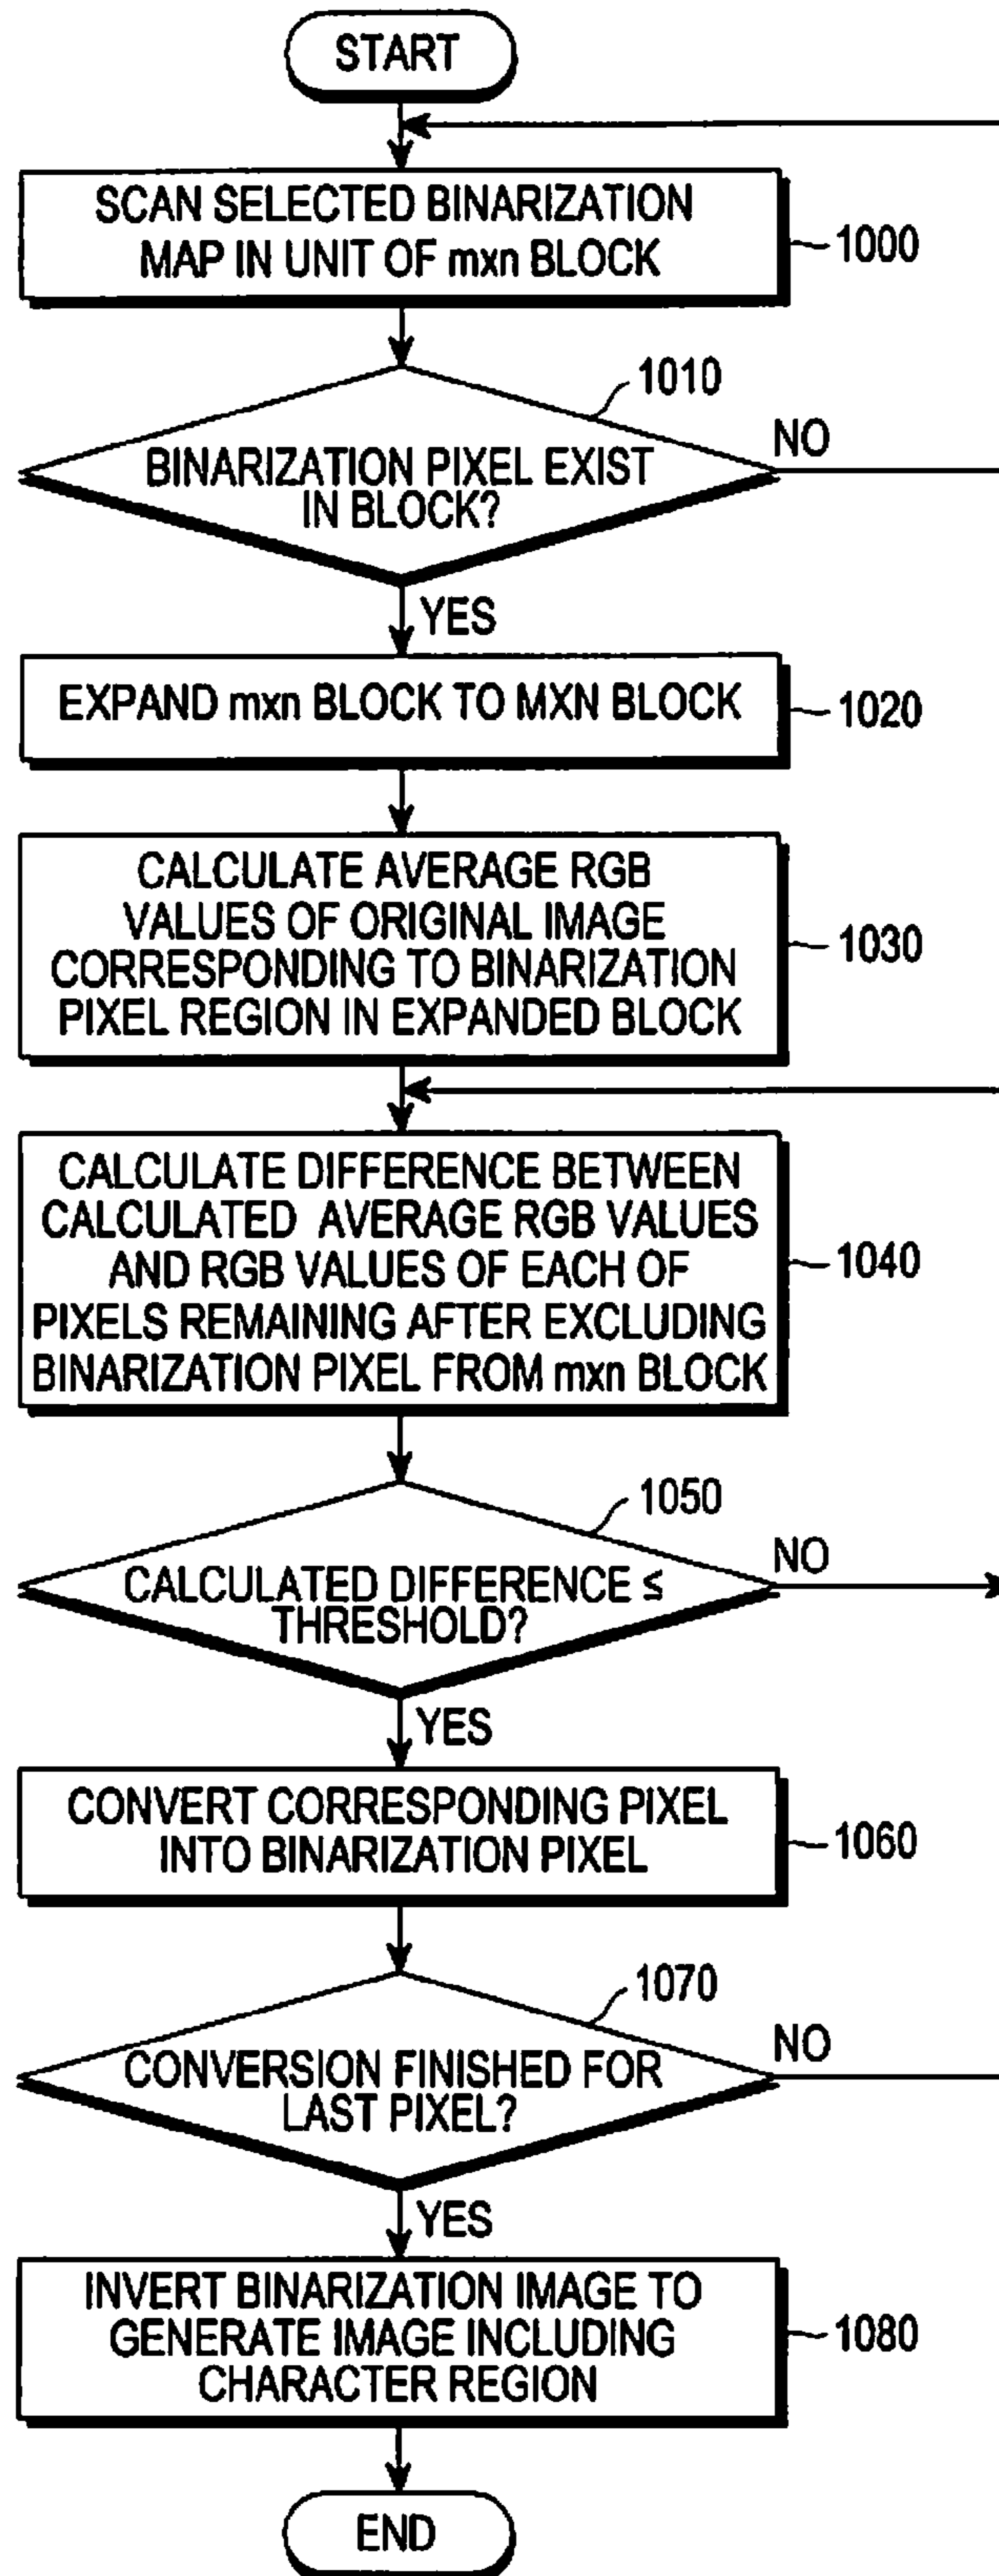 START
SCAN SELECTED BINARIZATION
MAP IN UNIT OF mxn BLOCK
1000
1010
BINARIZATION PIXEL EXIST
IN BLOCK?
NO
YES
EXPAND mxn BLOCK TO MXN BLOCK
1020
CALCULATE AVERAGE RGB
VALUES OF ORIGINAL IMAGE
CORRESPONDING TO BINARIZATION
PIXEL REGION IN EXPANDED BLOCK
1030
CALCULATE DIFFERENCE BETWEEN
CALCULATED AVERAGE RGB VALUES
AND RGB VALUES OF EACH OF
PIXELS REMAINING AFTER EXCLUDING
BINARIZATION PIXEL FROM mxn BLOCK
1040
1050
CALCULATED DIFFERENCE ≤
THRESHOLD?
NO
YES
CONVERT CORRESPONDING PIXEL
INTO BINARIZATION PIXEL
1060
1070
CONVERSION FINISHED FOR
LAST PIXEL?
NO
YES
INVERT BINARIZATION IMAGE TO
GENERATE IMAGE INCLUDING
CHARACTER REGION
1080
END